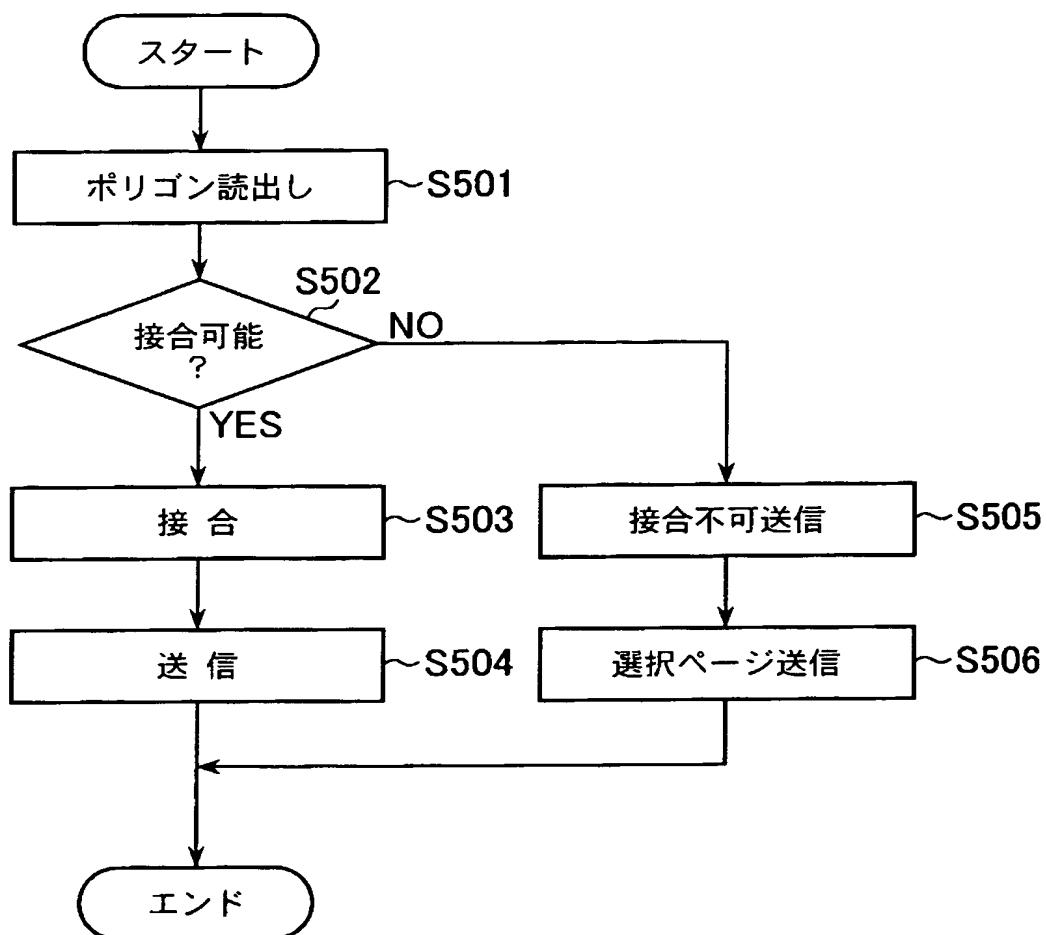 スタート
ポリゴン読出し
S501
S502
接合可能
?
NO
YES
接 合
S503
接合不可送信
S505
送 信
S504
選択ページ送信
S506
エンド